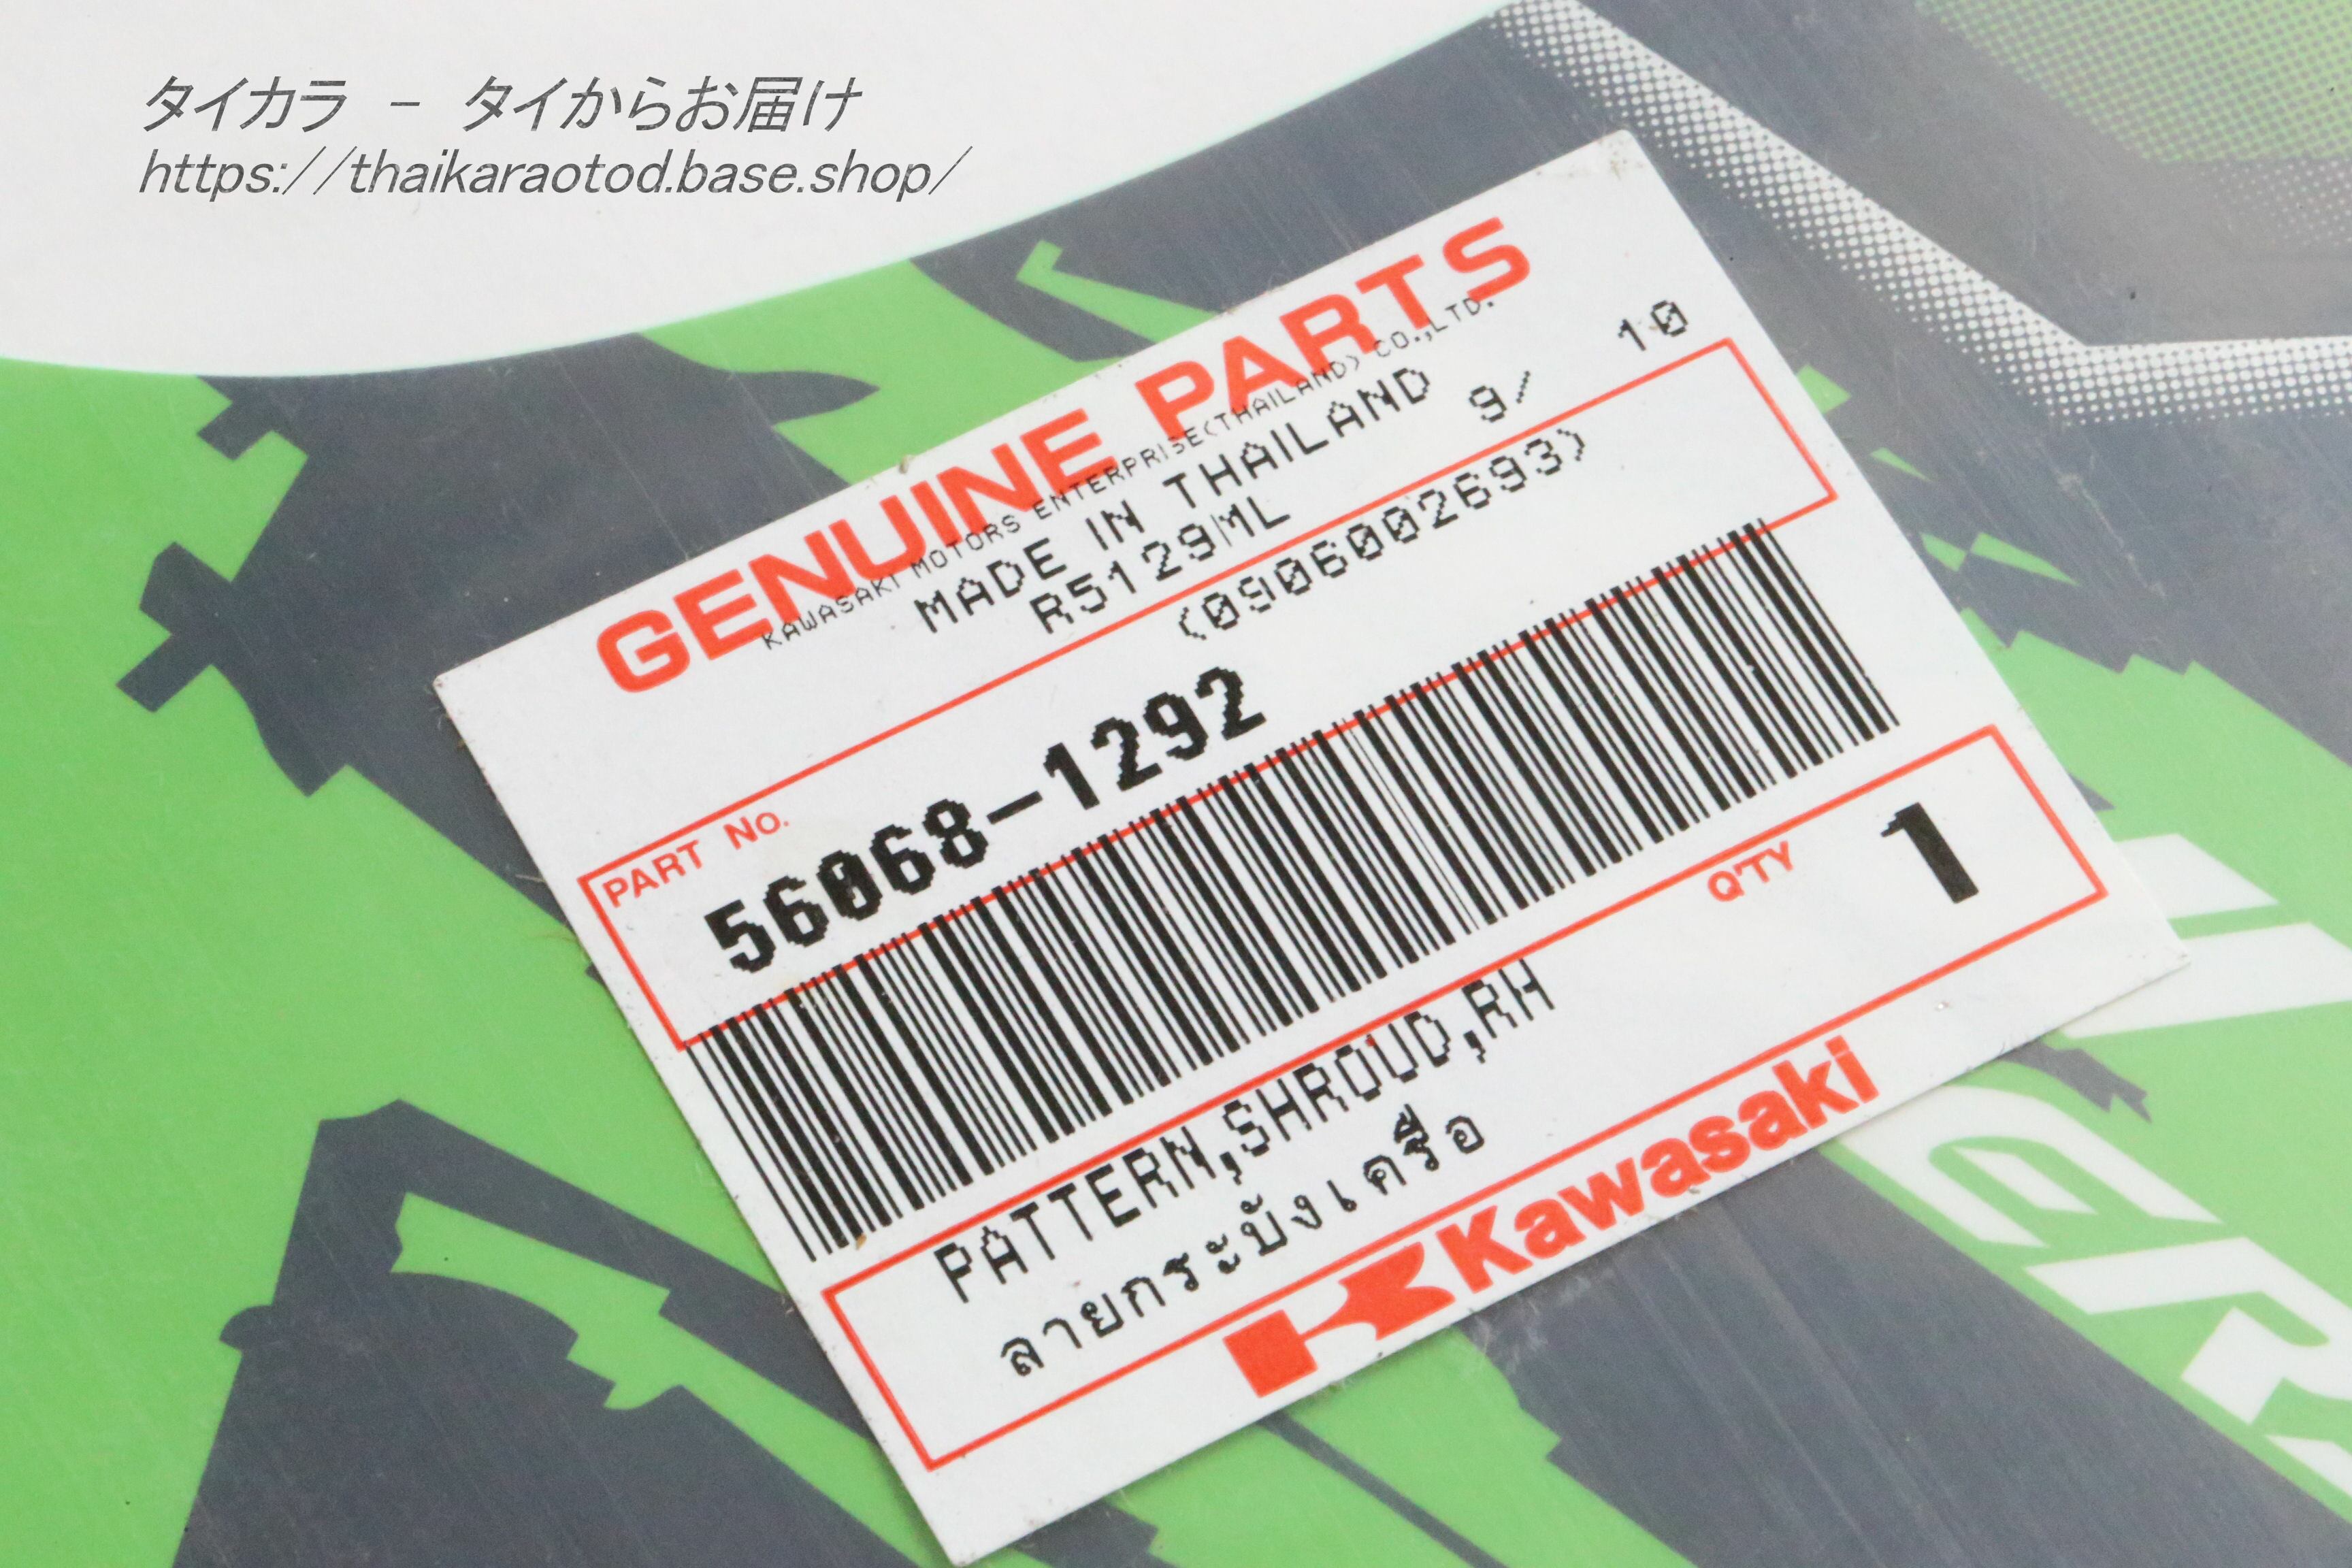 タイカラ - タイからお届け
https://thaikaraotod.base.shop/
GENUINE PARTS
KAWASAKI MOTORS ENTERPRISE(THAILAND) CO.,LTD.
MADE IN THAILAND 9/ 10
R5129ML
(09060002693)
PART No.
56068-1292
Q'TY 1
PATTERN,SHROUD,RH
ลายกระบังเครื่อ
Kawasaki